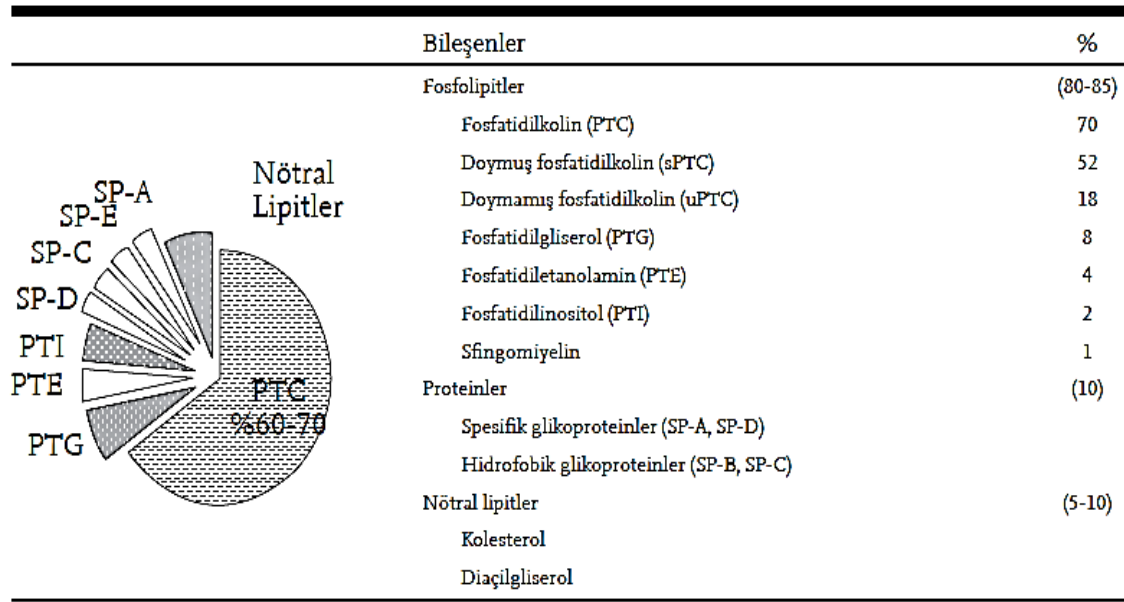 Bileşenler %
Fosfolipitler (80-85)
Fosfatidilkolin (PTC) 70
Doymuş fosfatidilkolin (sPTC) 52
Doymamış fosfatidilkolin (uPTC) 18
Fosfatidilgliserol (PTG) 8
Fosfatidiletanolamin (PTE) 4
Fosfatidilinositol (PTI) 2
Sfingomiyelin 1
Proteinler (10)
Spesifik glikoproteinler (SP-A, SP-D)
Hidrofobik glikoproteinler (SP-B, SP-C)
Nötral lipitler (5-10)
Kolesterol
Diaçilgliserol
Nötral
Lipitler
SP-A
SP-E
SP-C
SP-D
PTI
PTE
PTG
PTC
%60-70